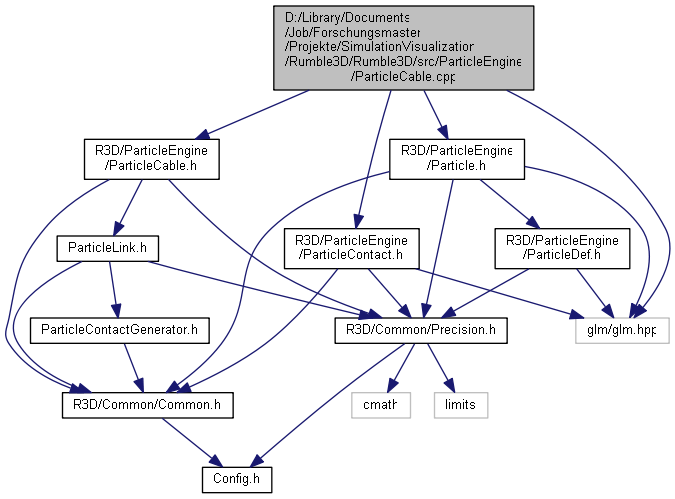 D:/Library/Documents
/Job/Forschungsmaster
/Projekte/SimulationVisualization
/Rumble3D/Rumble3D/src/ParticleEngine
/ParticleCable.cpp
R3D/ParticleEngine
/ParticleCable.h
R3D/ParticleEngine
/Particle.h
ParticleLink.h
R3D/ParticleEngine
/ParticleContact.h
R3D/ParticleEngine
/ParticleDef.h
ParticleContactGenerator.h
R3D/Common/Precision.h
glm/glm.hpp
R3D/Common/Common.h
cmath
limits
Config.h